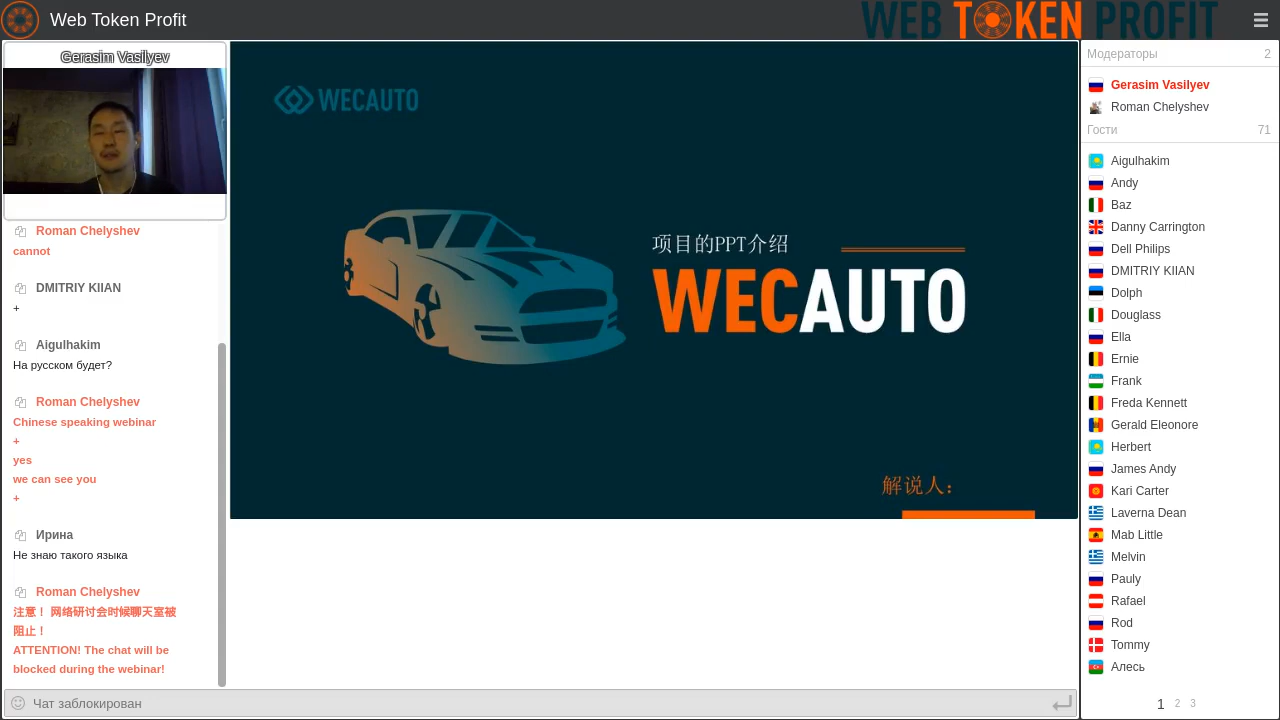 Web Token Profit
WEB TOKEN PROFIT
Gerasim Vasilyev
Roman Chelyshev
cannot
DMITRIY KIIAN
+
Aigulhakim
На русском будет?
Roman Chelyshev
Chinese speaking webinar
+
yes
we can see you
+
Ирина
Не знаю такого языка
Roman Chelyshev
注意！ 网络研讨会时候聊天室被
阻止！
ATTENTION! The chat will be
blocked during the webinar!
Чат заблокирован
WECAUTO
项目的PPT介绍
WECAUTO
解说人：
Модераторы 2
Gerasim Vasilyev
Roman Chelyshev
Гости 71
Aigulhakim
Andy
Baz
Danny Carrington
Dell Philips
DMITRIY KIIAN
Dolph
Douglass
Ella
Ernie
Frank
Freda Kennett
Gerald Eleonore
Herbert
James Andy
Kari Carter
Laverna Dean
Mab Little
Melvin
Pauly
Rafael
Rod
Tommy
Алесь
1 2 3